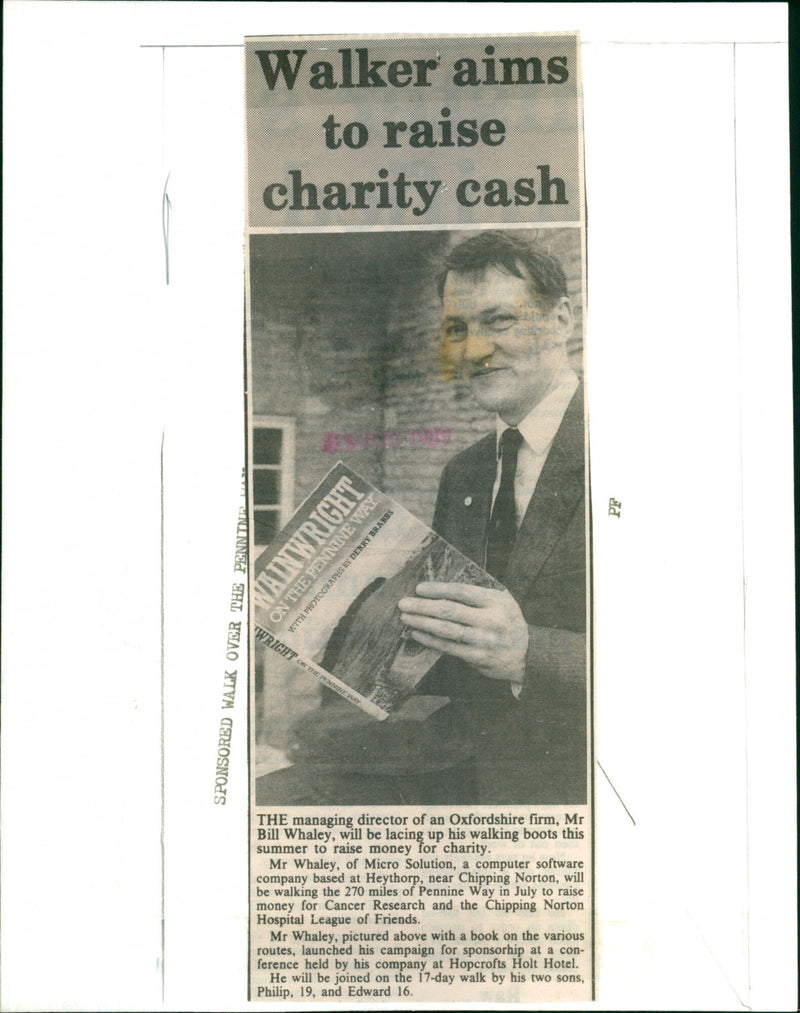 Walker aims
to raise
charity cash
WAINWRIGHT
ON THE PENNINE WAY
WITH PHOTOGRAPHS BY DERRY BRABBS
WRIGHT ON THE PENNINE WAY
SPONSORED WALK OVER THE PENNINE
PF
THE managing director of an Oxfordshire firm, Mr
Bill Whaley, will be lacing up his walking boots this
summer to raise money for charity.
Mr Whaley, of Micro Solution, a computer software
company based at Heythorp, near Chipping Norton, will
be walking the 270 miles of Pennine Way in July to raise
money for Cancer Research and the Chipping Norton
Hospital League of Friends.
Mr Whaley, pictured above with a book on the various
routes, launched his campaign for sponsorhip at a con-
ference held by his company at Hopcrofts Holt Hotel.
He will be joined on the 17-day walk by his two sons,
Philip, 19, and Edward 16.